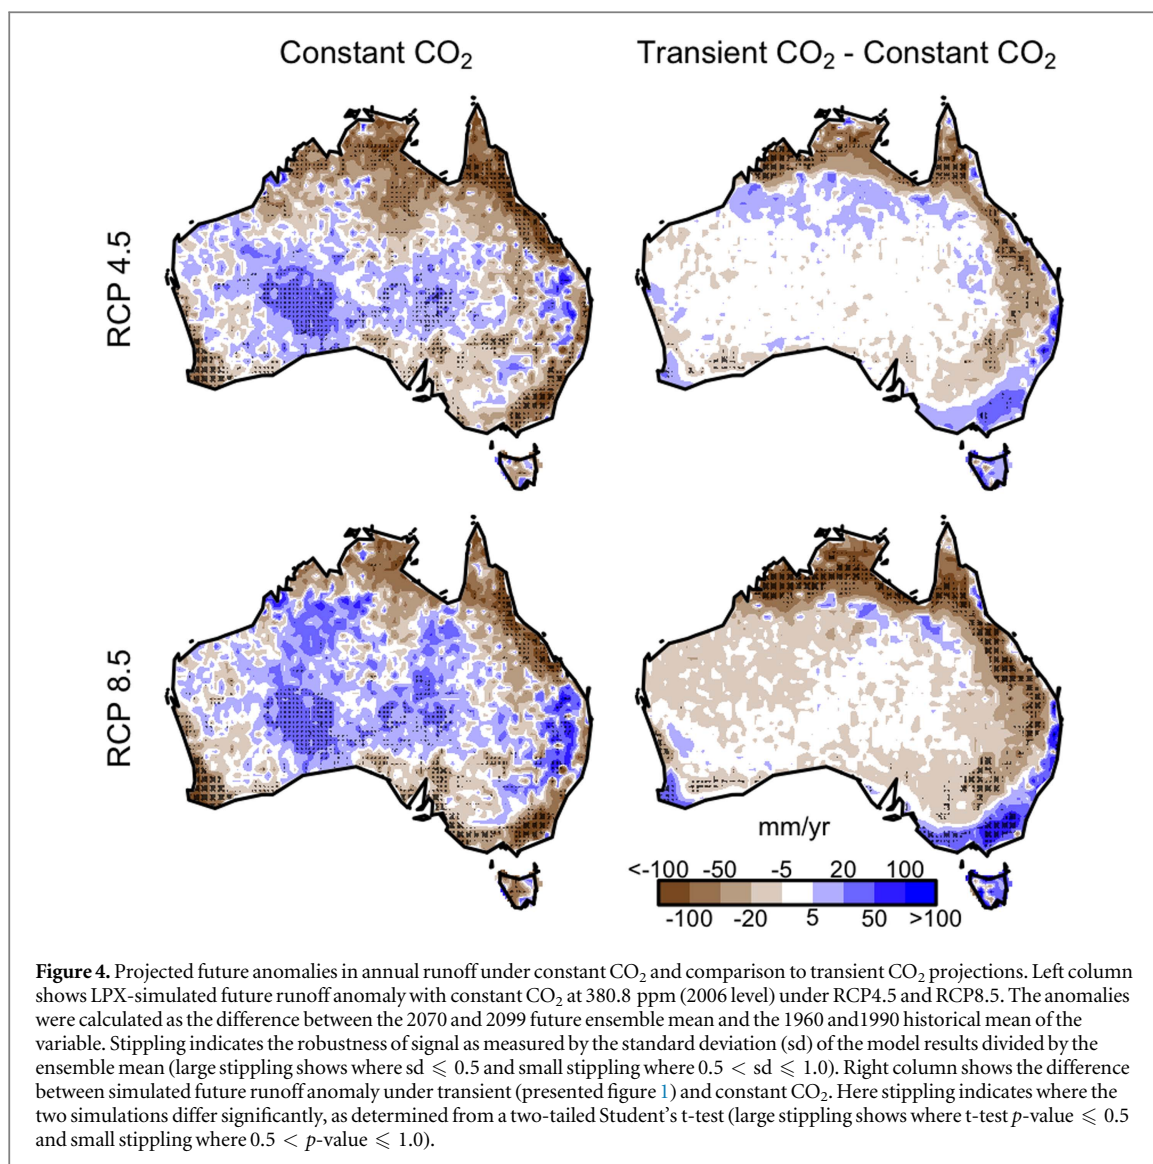 Constant CO₂
Transient CO₂ - Constant CO₂
RCP 4.5
RCP 8.5
mm/yr
<-100 -50 -5 20 100
-100 -20 5 50 >100
Figure 4. Projected future anomalies in annual runoff under constant CO₂ and comparison to transient CO₂ projections. Left column
shows LPX-simulated future runoff anomaly with constant CO₂ at 380.8 ppm (2006 level) under RCP4.5 and RCP8.5. The anomalies
were calculated as the difference between the 2070 and 2099 future ensemble mean and the 1960 and1990 historical mean of the
variable. Stippling indicates the robustness of signal as measured by the standard deviation (sd) of the model results divided by the
ensemble mean (large stippling shows where sd ⩽ 0.5 and small stippling where 0.5 < sd ⩽ 1.0). Right column shows the difference
between simulated future runoff anomaly under transient (presented figure 1) and constant CO₂. Here stippling indicates where the
two simulations differ significantly, as determined from a two-tailed Student's t-test (large stippling shows where t-test p-value ⩽ 0.5
and small stippling where 0.5 < p-value ⩽ 1.0).